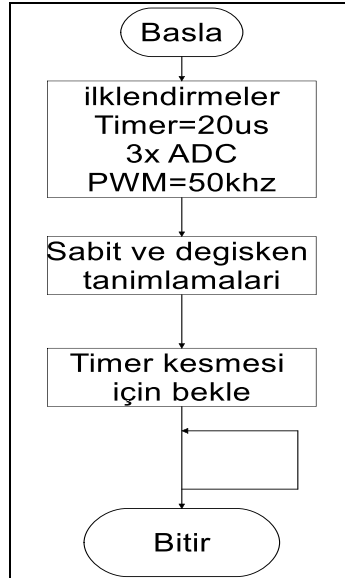 Basla
ilklendirmeler
Timer=20us
3x ADC
PWM=50khz
Sabit ve degisken
tanimlamalari
Timer kesmesi
için bekle
Bitir